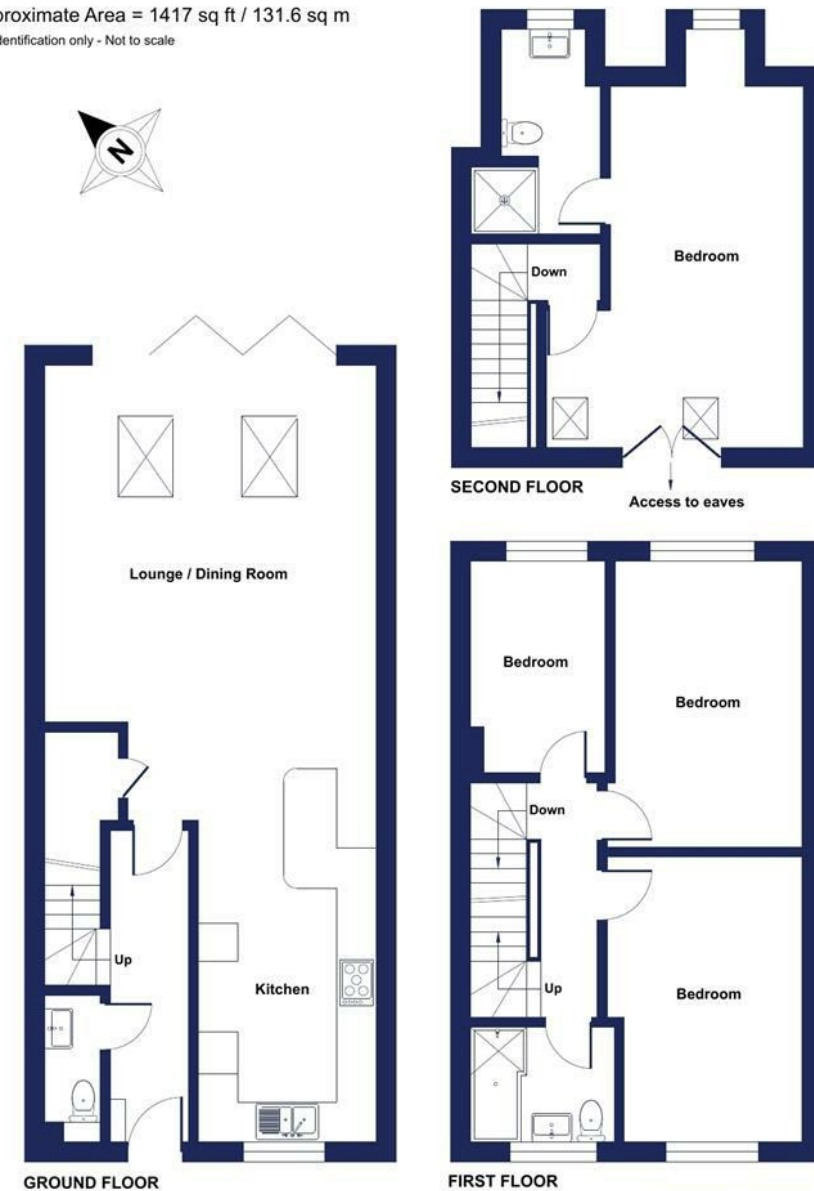 proximate Area = 1417 sq ft / 131.6 sq m
dentification only - Not to scale
N
Down
Bedroom
SECOND FLOOR
Access to eaves
Lounge / Dining Room
Up
Kitchen
GROUND FLOOR
Bedroom
Bedroom
Down
Up
Bedroom
FIRST FLOOR